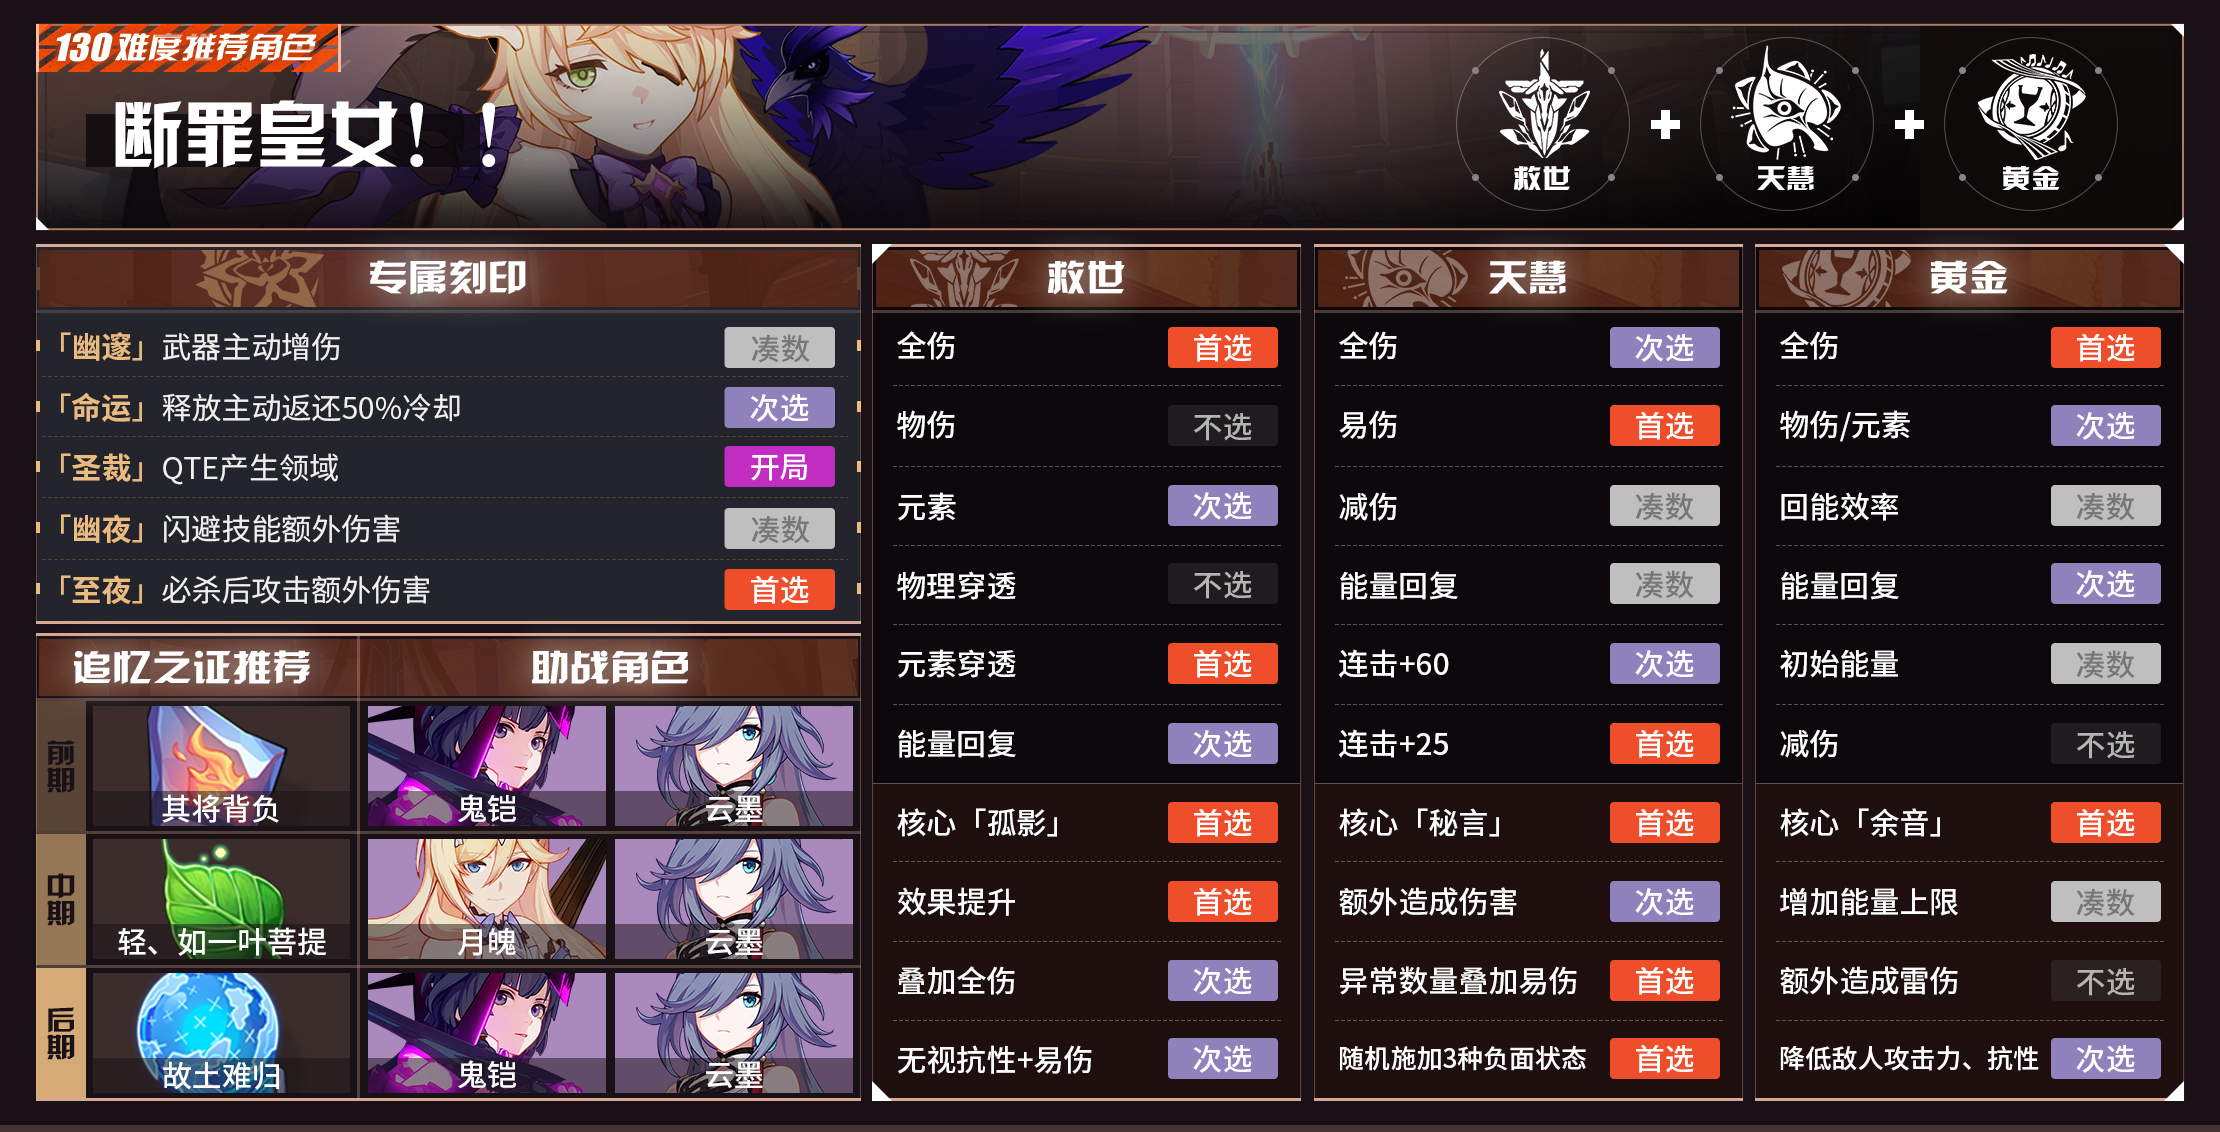 130难度推荐角色
断罪皇女！！
救世
+
天慧
+
黄金
专属刻印
「幽邃」武器主动增伤 凑数
「命运」释放主动返还50%冷却 次选
「圣裁」QTE产生领域 开局
「幽夜」闪避技能额外伤害 凑数
「至夜」必杀后攻击额外伤害 首选
追忆之证推荐 助战角色
前期
其将背负 鬼铠 云墨
中期
轻、如一叶菩提 月魄 云墨
后期
故土难归 鬼铠 云墨
救世
全伤 首选
物伤 不选
元素 次选
物理穿透 不选
元素穿透 首选
能量回复 次选
核心「孤影」 首选
效果提升 首选
叠加全伤 次选
无视抗性+易伤 次选
天慧
全伤 次选
易伤 首选
减伤 凑数
能量回复 凑数
连击+60 次选
连击+25 首选
核心「秘言」 首选
额外造成伤害 次选
异常数量叠加易伤 首选
随机施加3种负面状态 首选
黄金
全伤 首选
物伤/元素 次选
回能效率 凑数
能量回复 次选
初始能量 凑数
减伤 不选
核心「余音」 首选
增加能量上限 凑数
额外造成雷伤 不选
降低敌人攻击力、抗性 次选